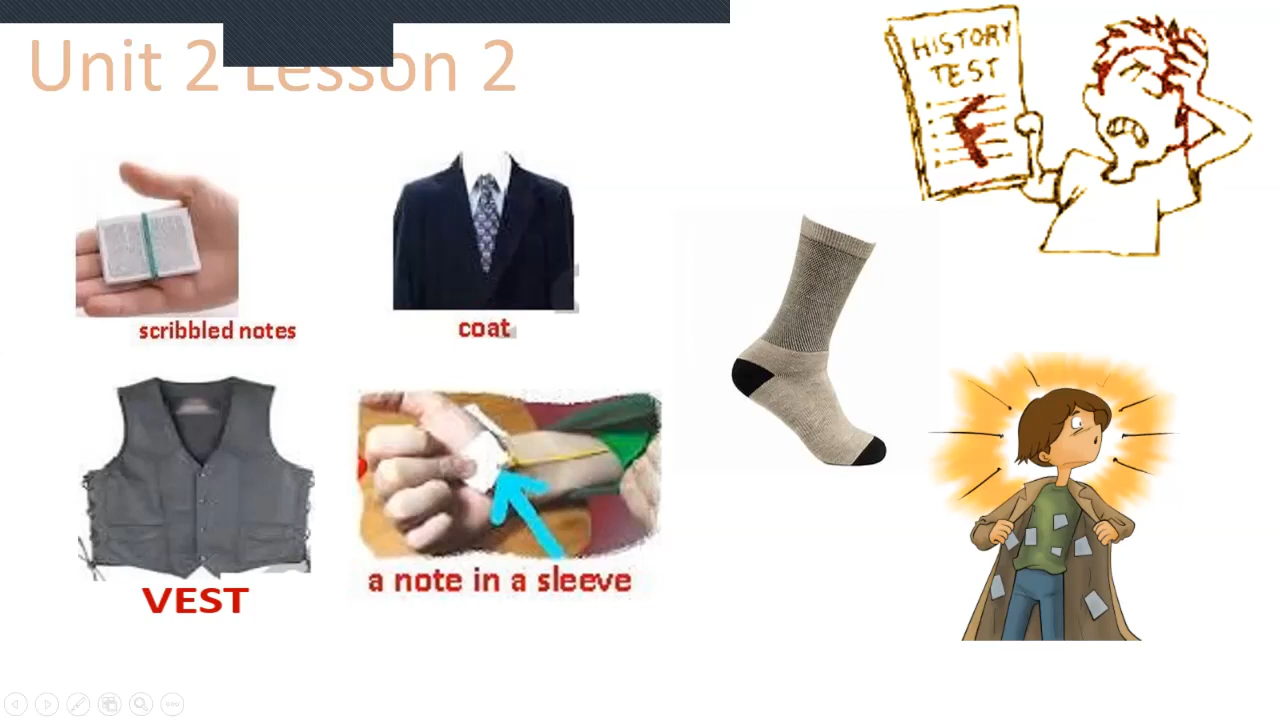 Unit 2 Lesson 2
HISTORY
TEST
F
scribbled notes
coat
VEST
a note in a sleeve